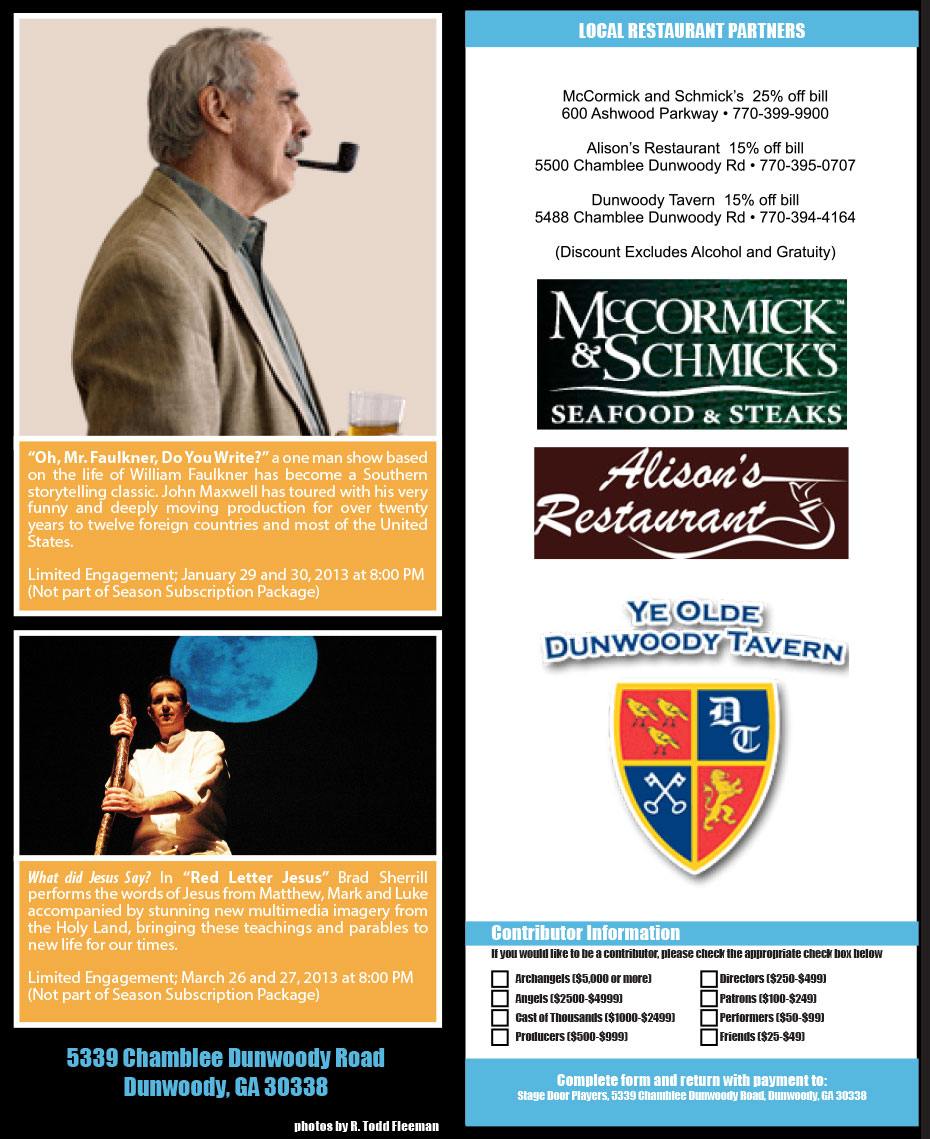 “Oh, Mr. Faulkner, Do You Write?” a one man show based
on the life of William Faulkner has become a Southern
storytelling classic. John Maxwell has toured with his very
funny and deeply moving production for over twenty
years to twelve foreign countries and most of the United
States.
Limited Engagement; January 29 and 30, 2013 at 8:00 PM
(Not part of Season Subscription Package)
What did Jesus Say? In “Red Letter Jesus” Brad Sherrill
performs the words of Jesus from Matthew, Mark and Luke
accompanied by stunning new multimedia imagery from
the Holy Land, bringing these teachings and parables to
new life for our times.
Limited Engagement; March 26 and 27, 2013 at 8:00 PM
(Not part of Season Subscription Package)
5339 Chamblee Dunwoody Road
Dunwoody, GA 30338
photos by R. Todd Fleeman
LOCAL RESTAURANT PARTNERS
McCormick and Schmick’s 25% off bill
600 Ashwood Parkway • 770-399-9900
Alison’s Restaurant 15% off bill
5500 Chamblee Dunwoody Rd • 770-395-0707
Dunwoody Tavern 15% off bill
5488 Chamblee Dunwoody Rd • 770-394-4164
(Discount Excludes Alcohol and Gratuity)
McCORMICK™
& SCHMICK'S
SEAFOOD & STEAKS
Alison's
Restaurant
YE OLDE
DUNWOODY TAVERN
D
T
Contributor Information
If you would like to be a contributor, please check the appropriate check box below
Archangels ($5,000 or more)
Angels ($2500-$4999)
Cast of Thousands ($1000-$2499)
Producers ($500-$999)
Directors ($250-$499)
Patrons ($100-$249)
Performers ($50-$99)
Friends ($25-$49)
Complete form and return with payment to:
Stage Door Players, 5339 Chamblee Dunwoody Road, Dunwoody, GA 30338